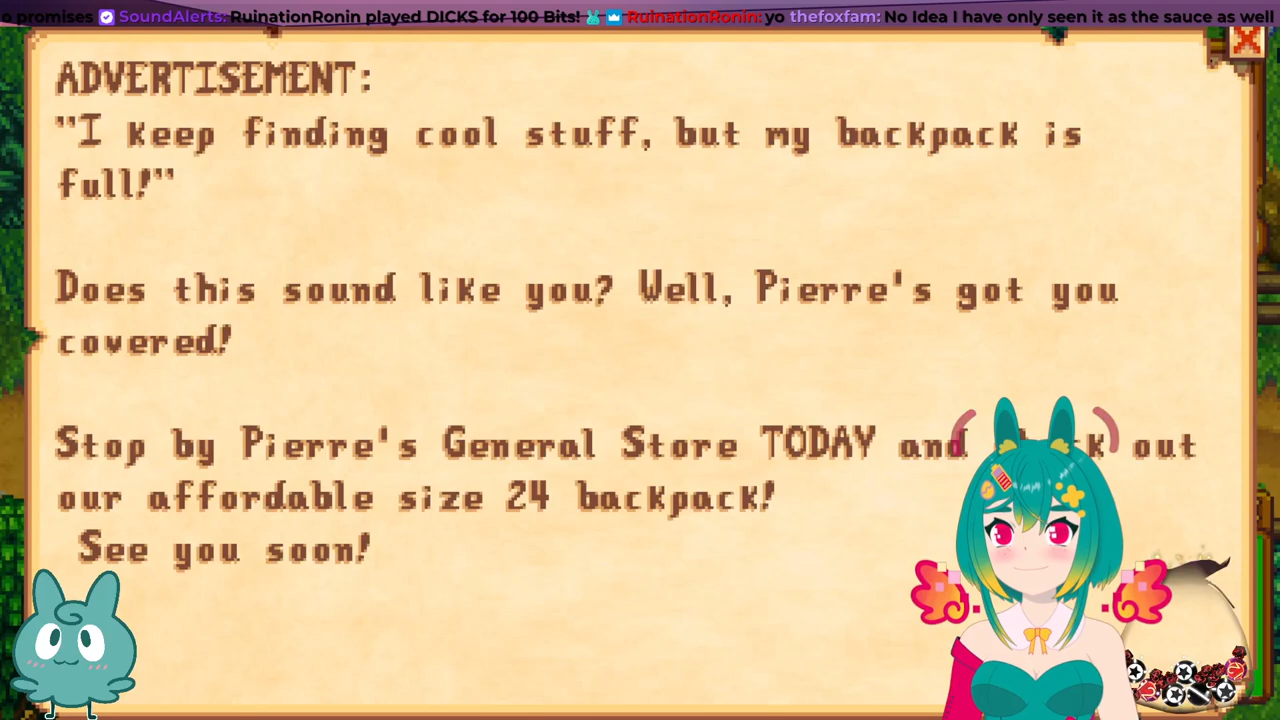 o promises SoundAlerts: RuinationRonin played DICKS for 100 Bits! RuinationRonin: yo thefoxfam: No Idea I have only seen it as the sauce as well
ADVERTISEMENT:
"I keep finding cool stuff, but my backpack is
full!"
Does this sound like you? Well, Pierre's got you
covered!
Stop by Pierre's General Store TODAY and out
our affordable size 24 backpack!
See you soon!